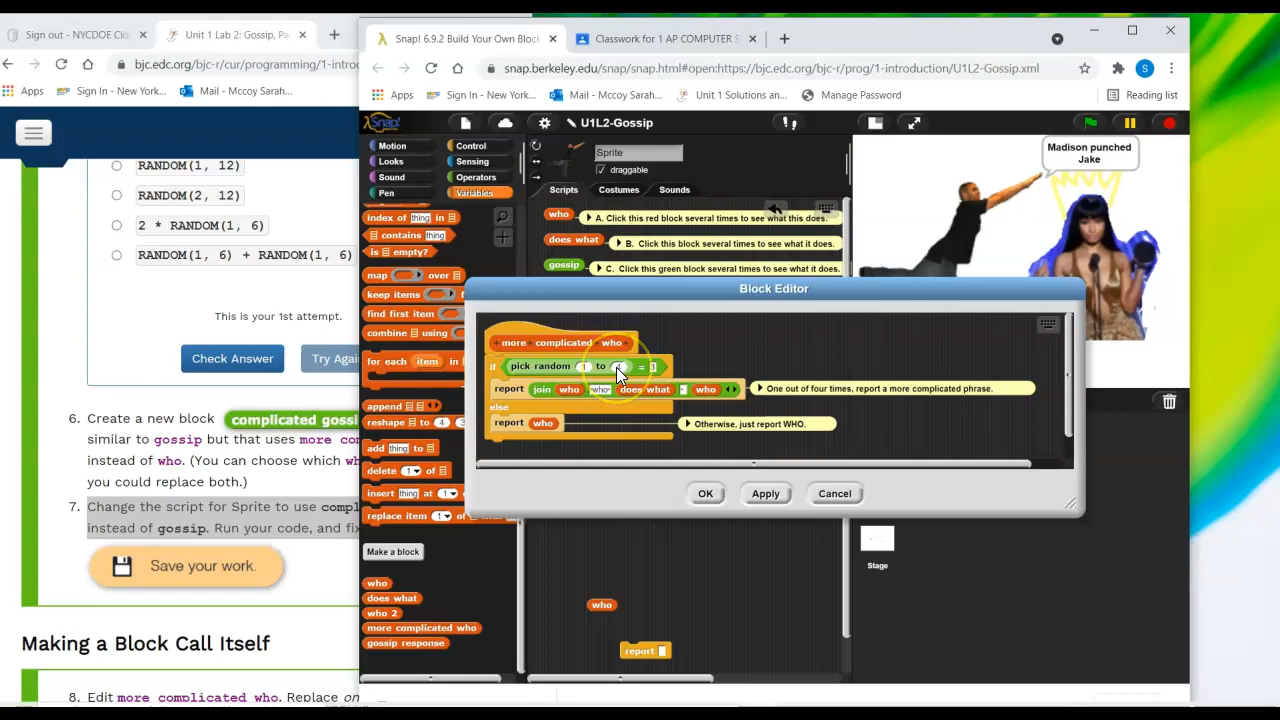 Sign out - NYCDOE Clo
Unit 1 Lab 2: Gossip, Pa
bjc.edc.org/bjc-r/cur/programming/1-intro
Apps
Sign In - New York...
Mail - Mccoy Sarah...
RANDOM(1, 12)
RANDOM(2, 12)
2 * RANDOM(1, 6)
RANDOM(1, 6) + RANDOM(1, 6)
This is your 1st attempt.
Check Answer
Try Agai
6. Create a new block complicated goss
similar to gossip but that uses more co
instead of who. (You can choose which wh
you could replace both.)
7. Change the script for Sprite to use comp
instead of gossip. Run your code, and fix
Save your work.
Making a Block Call Itself
8. Edit more complicated who. Replace on
Snap! 6.9.2 Build Your Own Block
Classwork for 1 AP COMPUTER S
snap.berkeley.edu/snap/snap.html#open:https://bjc.edc.org/bjc-r/prog/1-introduction/U1L2-Gossip.xml
S
Apps
Sign In - New York...
Mail - Mccoy Sarah...
Unit 1 Solutions an...
Manage Password
Reading list
Snap!
U1L2-Gossip
Motion
Control
Looks
Sensing
Sound
Operators
Pen
Variables
Sprite
draggable
Scripts
Costumes
Sounds
index of thing in
contains thing
is empty?
map over
keep items
find first item
combine using
for each item in
append
reshape to 4
add thing to
delete 1 of
insert thing at 1
replace item 1 of
Make a block
who
does what
who 2
more complicated who
gossip response
who
A. Click this red block several times to see what this does.
does what
B. Click this block several times to see what it does.
gossip
C. Click this green block several times to see what it does.
Madison punched
Jake
Block Editor
more complicated who
if pick random 1 to = 3
report join who who does what who
One out of four times, report a more complicated phrase.
else
report who
Otherwise, just report WHO.
OK
Apply
Cancel
who
report
Stage